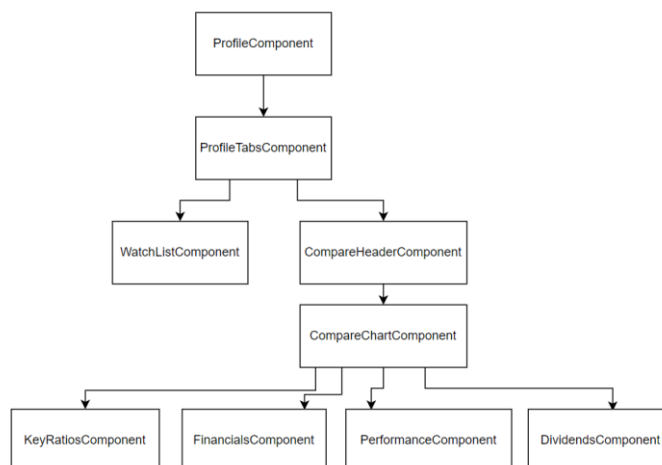 ProfileComponent
ProfileTabsComponent
WatchListComponent
CompareHeaderComponent
CompareChartComponent
KeyRatiosComponent
FinancialsComponent
PerformanceComponent
DividendsComponent